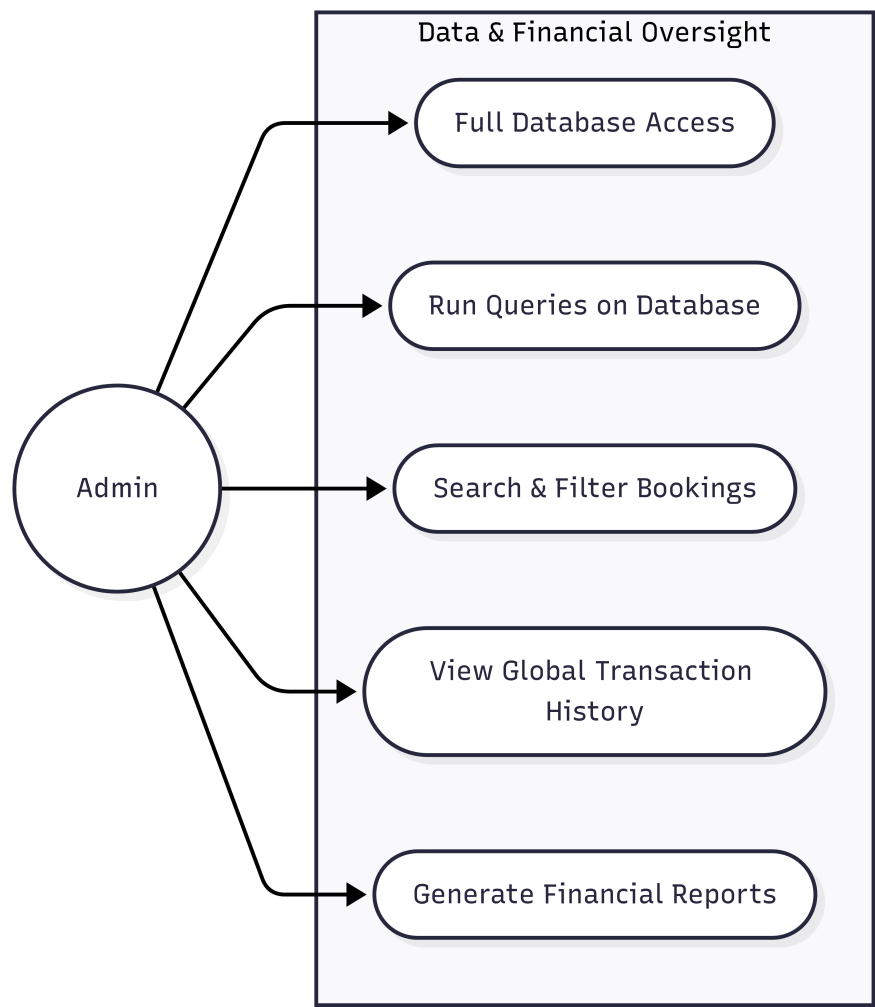 Data & Financial Oversight
Full Database Access
Run Queries on Database
Admin
Search & Filter Bookings
View Global Transaction
History
Generate Financial Reports